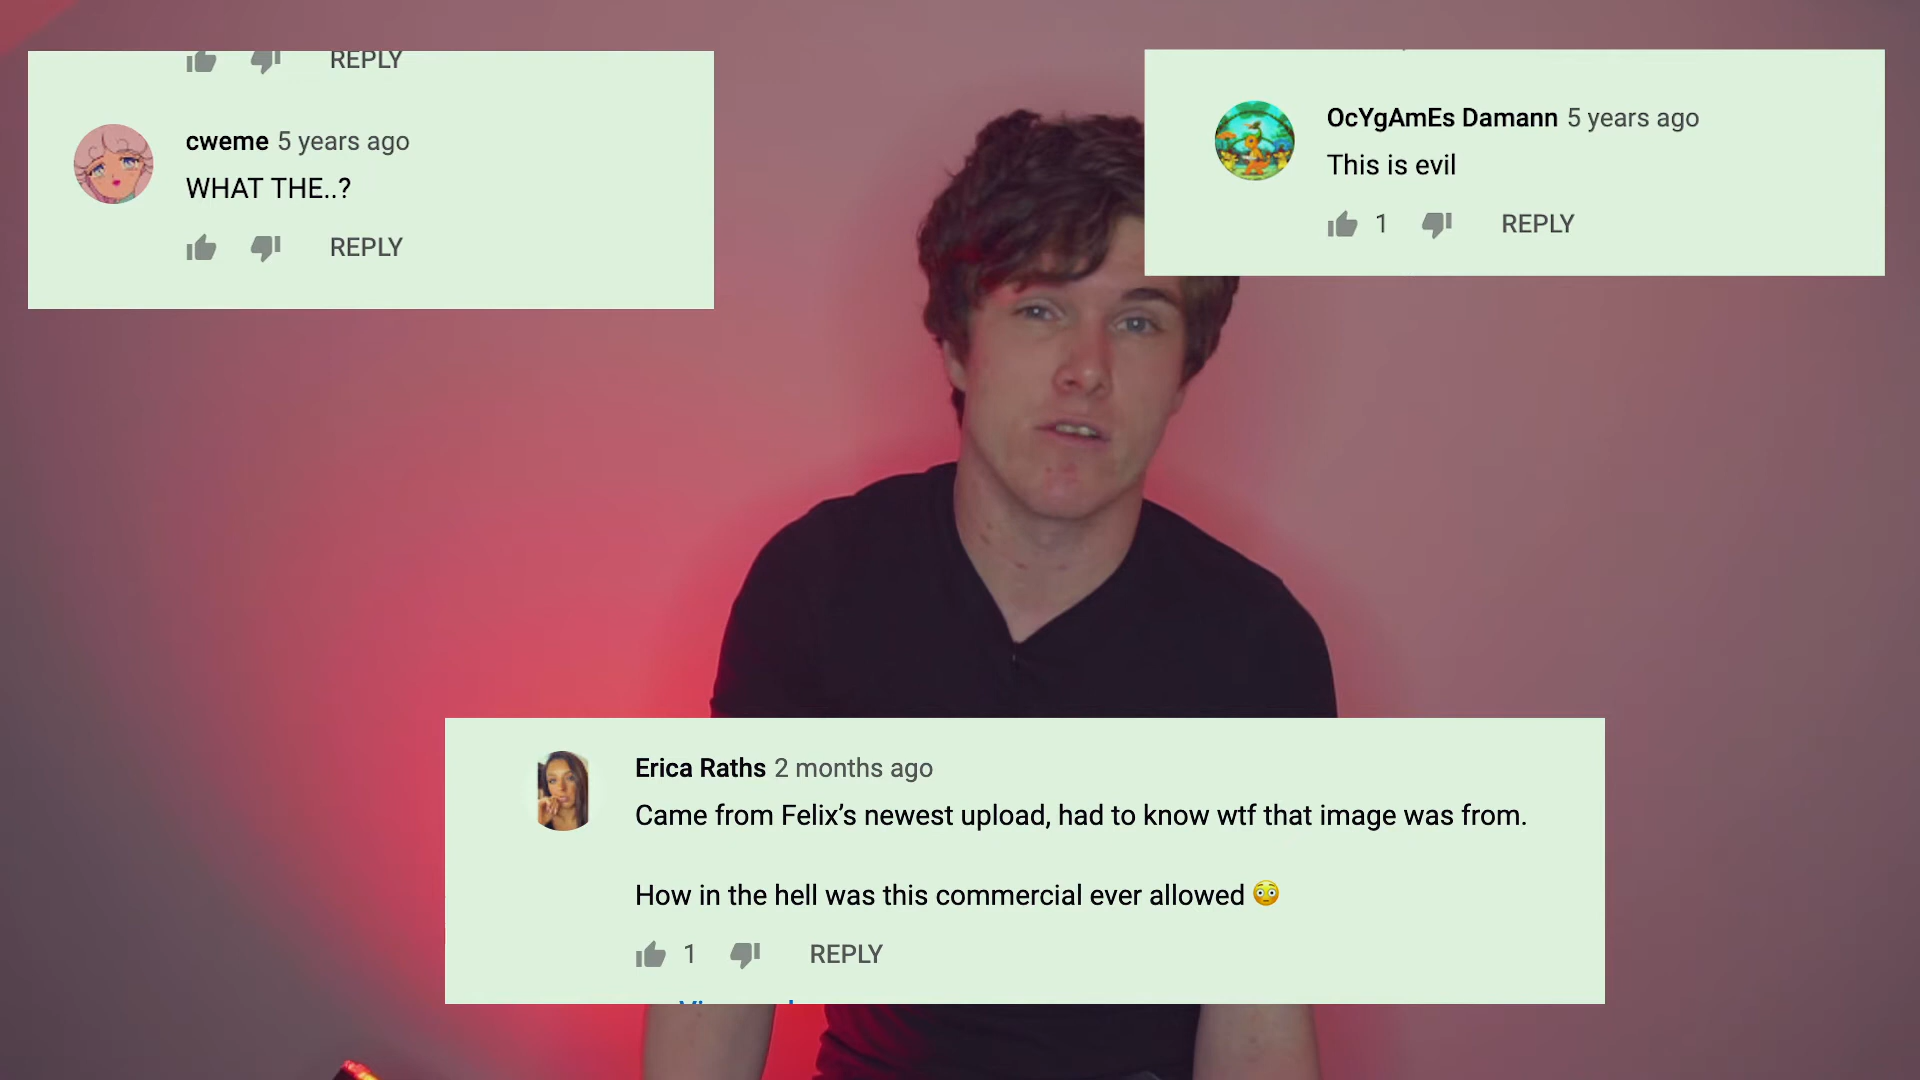 REPLY
cweme 5 years ago
WHAT THE..?
REPLY
OcYgAmEs Damann 5 years ago
This is evil
1 REPLY
Erica Raths 2 months ago
Came from Felix’s newest upload, had to know wtf that image was from.
How in the hell was this commercial ever allowed 😳
1 REPLY